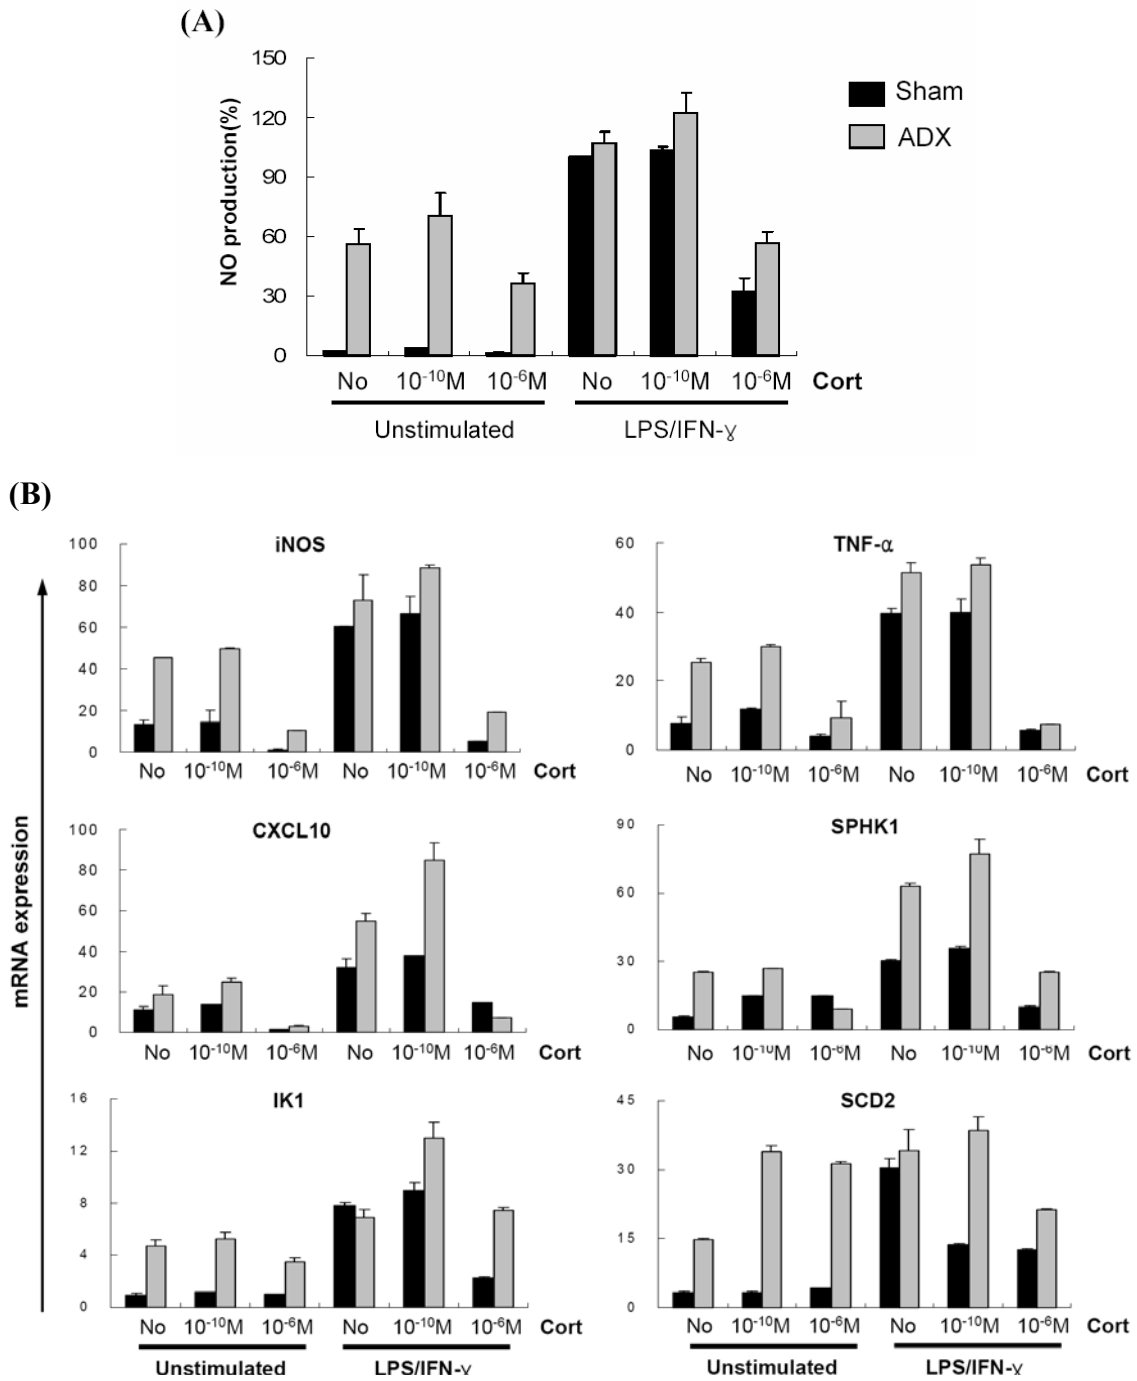 (A)
150
120
90
60
30
0
NO production(%)
Sham
ADX
No 10⁻¹⁰M 10⁻⁶M No 10⁻¹⁰M 10⁻⁶M Cort
Unstimulated LPS/IFN-ɣ
(B)
mRNA expression
iNOS
100
80
60
40
20
0
No 10⁻¹⁰M 10⁻⁶M No 10⁻¹⁰M 10⁻⁶M Cort
TNF-α
60
40
20
0
No 10⁻¹⁰M 10⁻⁶M No 10⁻¹⁰M 10⁻⁶M Cort
CXCL10
100
80
60
40
20
0
No 10⁻¹⁰M 10⁻⁶M No 10⁻¹⁰M 10⁻⁶M Cort
SPHK1
90
60
30
0
No 10⁻¹⁰M 10⁻⁶M No 10⁻¹⁰M 10⁻⁶M Cort
IK1
16
12
8
4
0
No 10⁻¹⁰M 10⁻⁶M No 10⁻¹⁰M 10⁻⁶M Cort
Unstimulated LPS/IFN-ɣ
SCD2
45
30
15
0
No 10⁻¹⁰M 10⁻⁶M No 10⁻¹⁰M 10⁻⁶M Cort
Unstimulated LPS/IFN-ɣ